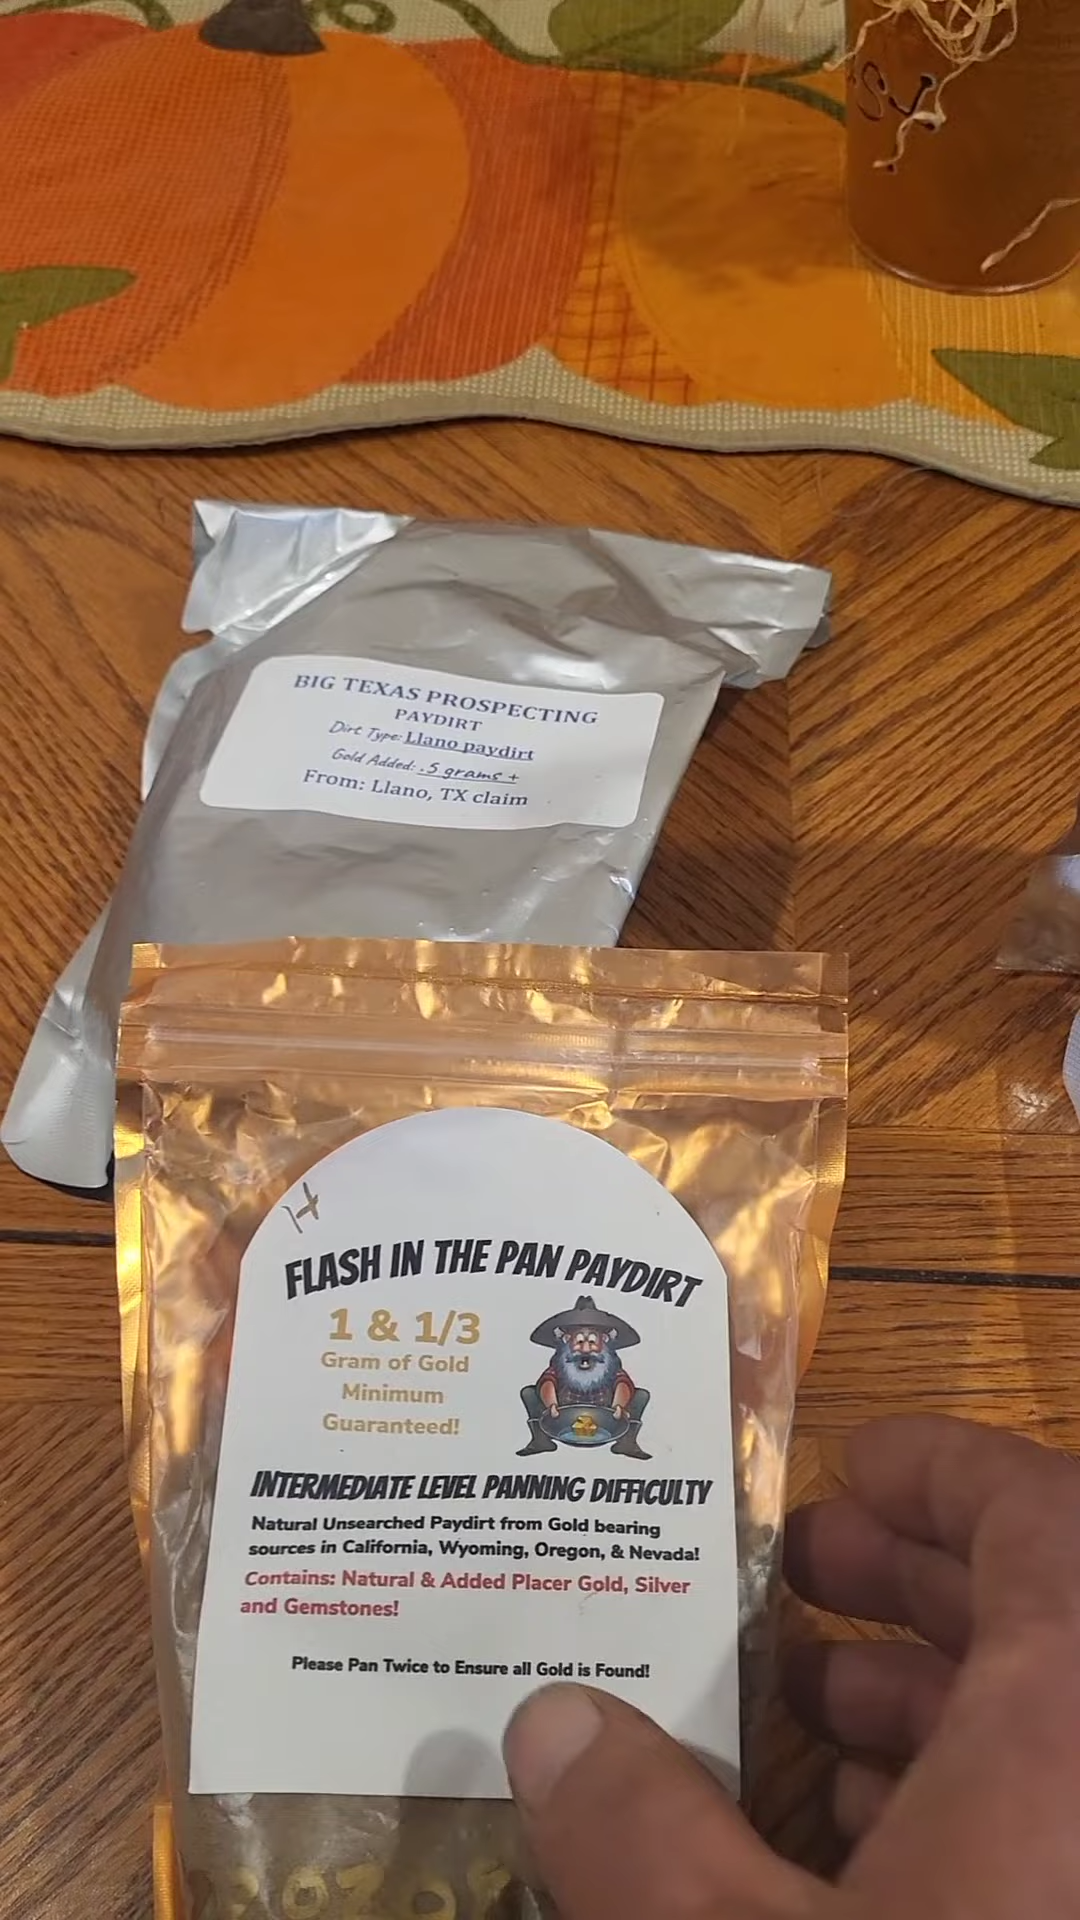 BIG TEXAS PROSPECTING
PAYDIRT
Dirt Type: Llano paydirt
Gold Added: .5 grams +
From: Llano, TX claim
FLASH IN THE PAN PAYDIRT
1 & 1/3
Gram of Gold
Minimum
Guaranteed!
INTERMEDIATE LEVEL PANNING DIFFICULTY
Natural Unsearched Paydirt from Gold bearing
sources in California, Wyoming, Oregon, & Nevada!
Contains: Natural & Added Placer Gold, Silver
and Gemstones!
Please Pan Twice to Ensure all Gold is Found!